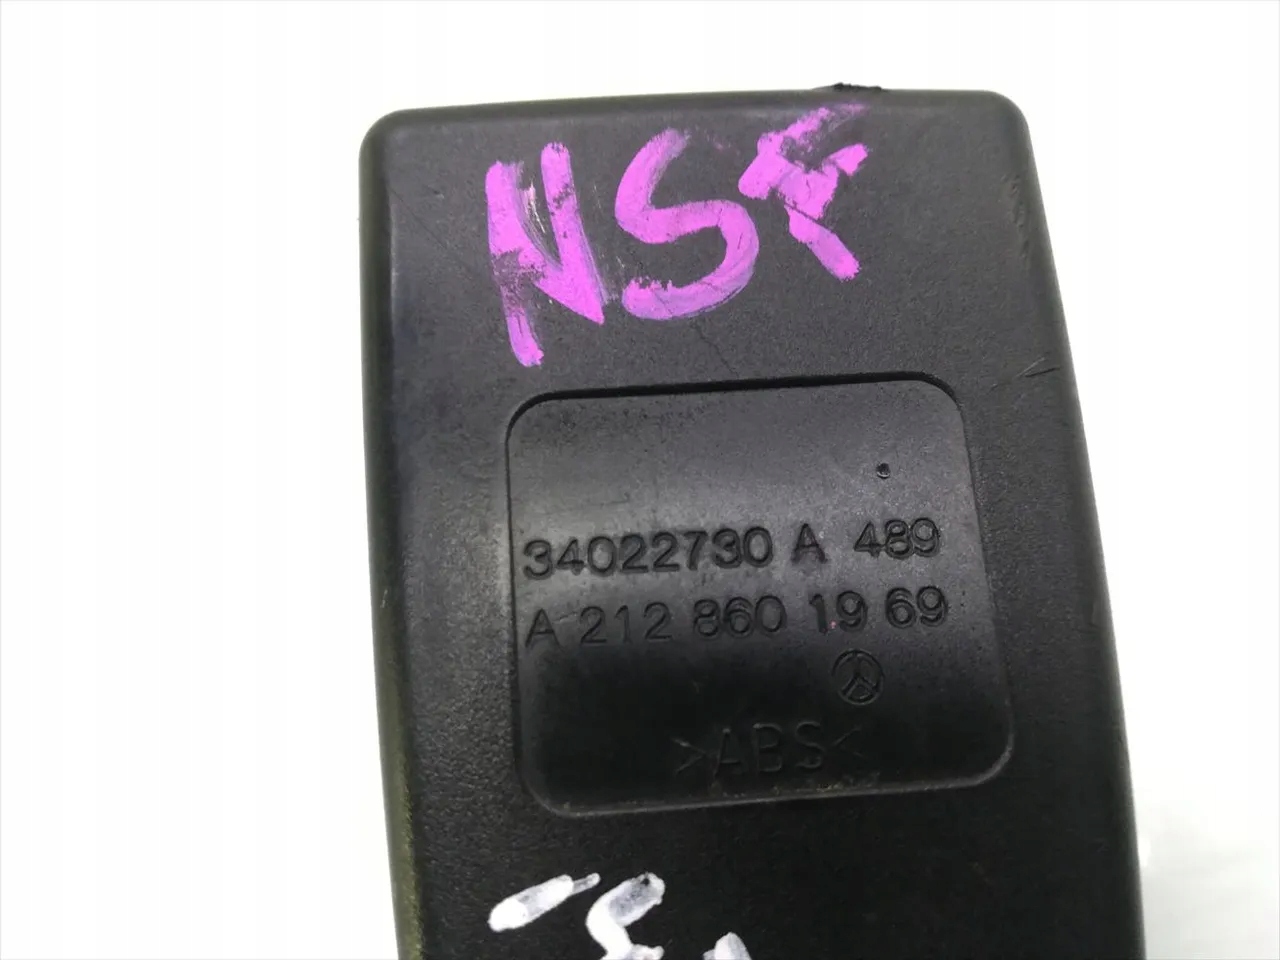 NSF
34022730 A 489
A 212 860 19 69
>ABS<